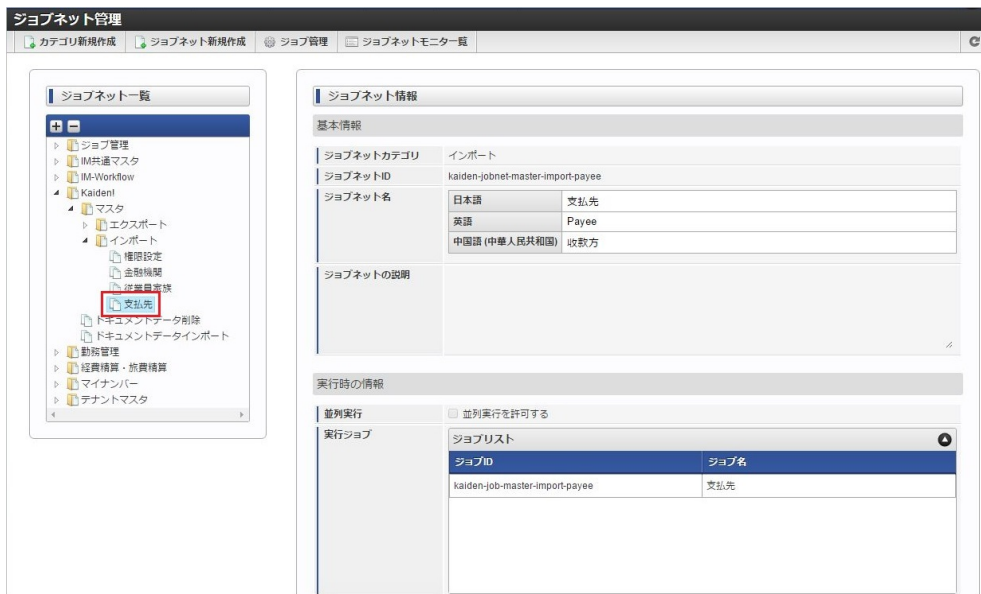 ジョブネット管理
カテゴリ新規作成 ジョブネット新規作成 ジョブ管理 ジョブネットモニタ一覧
ジョブネット一覧
ジョブ管理
IM共通マスタ
IM-Workflow
Kaiden!
マスタ
エクスポート
インポート
権限設定
金融機関
従業員家族
支払先
ドキュメントデータ削除
ドキュメントデータインポート
勤務管理
経費精算・旅費精算
マイナンバー
テナントマスタ
ジョブネット情報
基本情報
ジョブネットカテゴリ インポート
ジョブネットID kaiden-jobnet-master-import-payee
ジョブネット名 日本語 支払先
英語 Payee
中国語 (中華人民共和国) 收款方
ジョブネットの説明
実行時の情報
並列実行 並列実行を許可する
実行ジョブ ジョブリスト
ジョブID ジョブ名
kaiden-job-master-import-payee 支払先